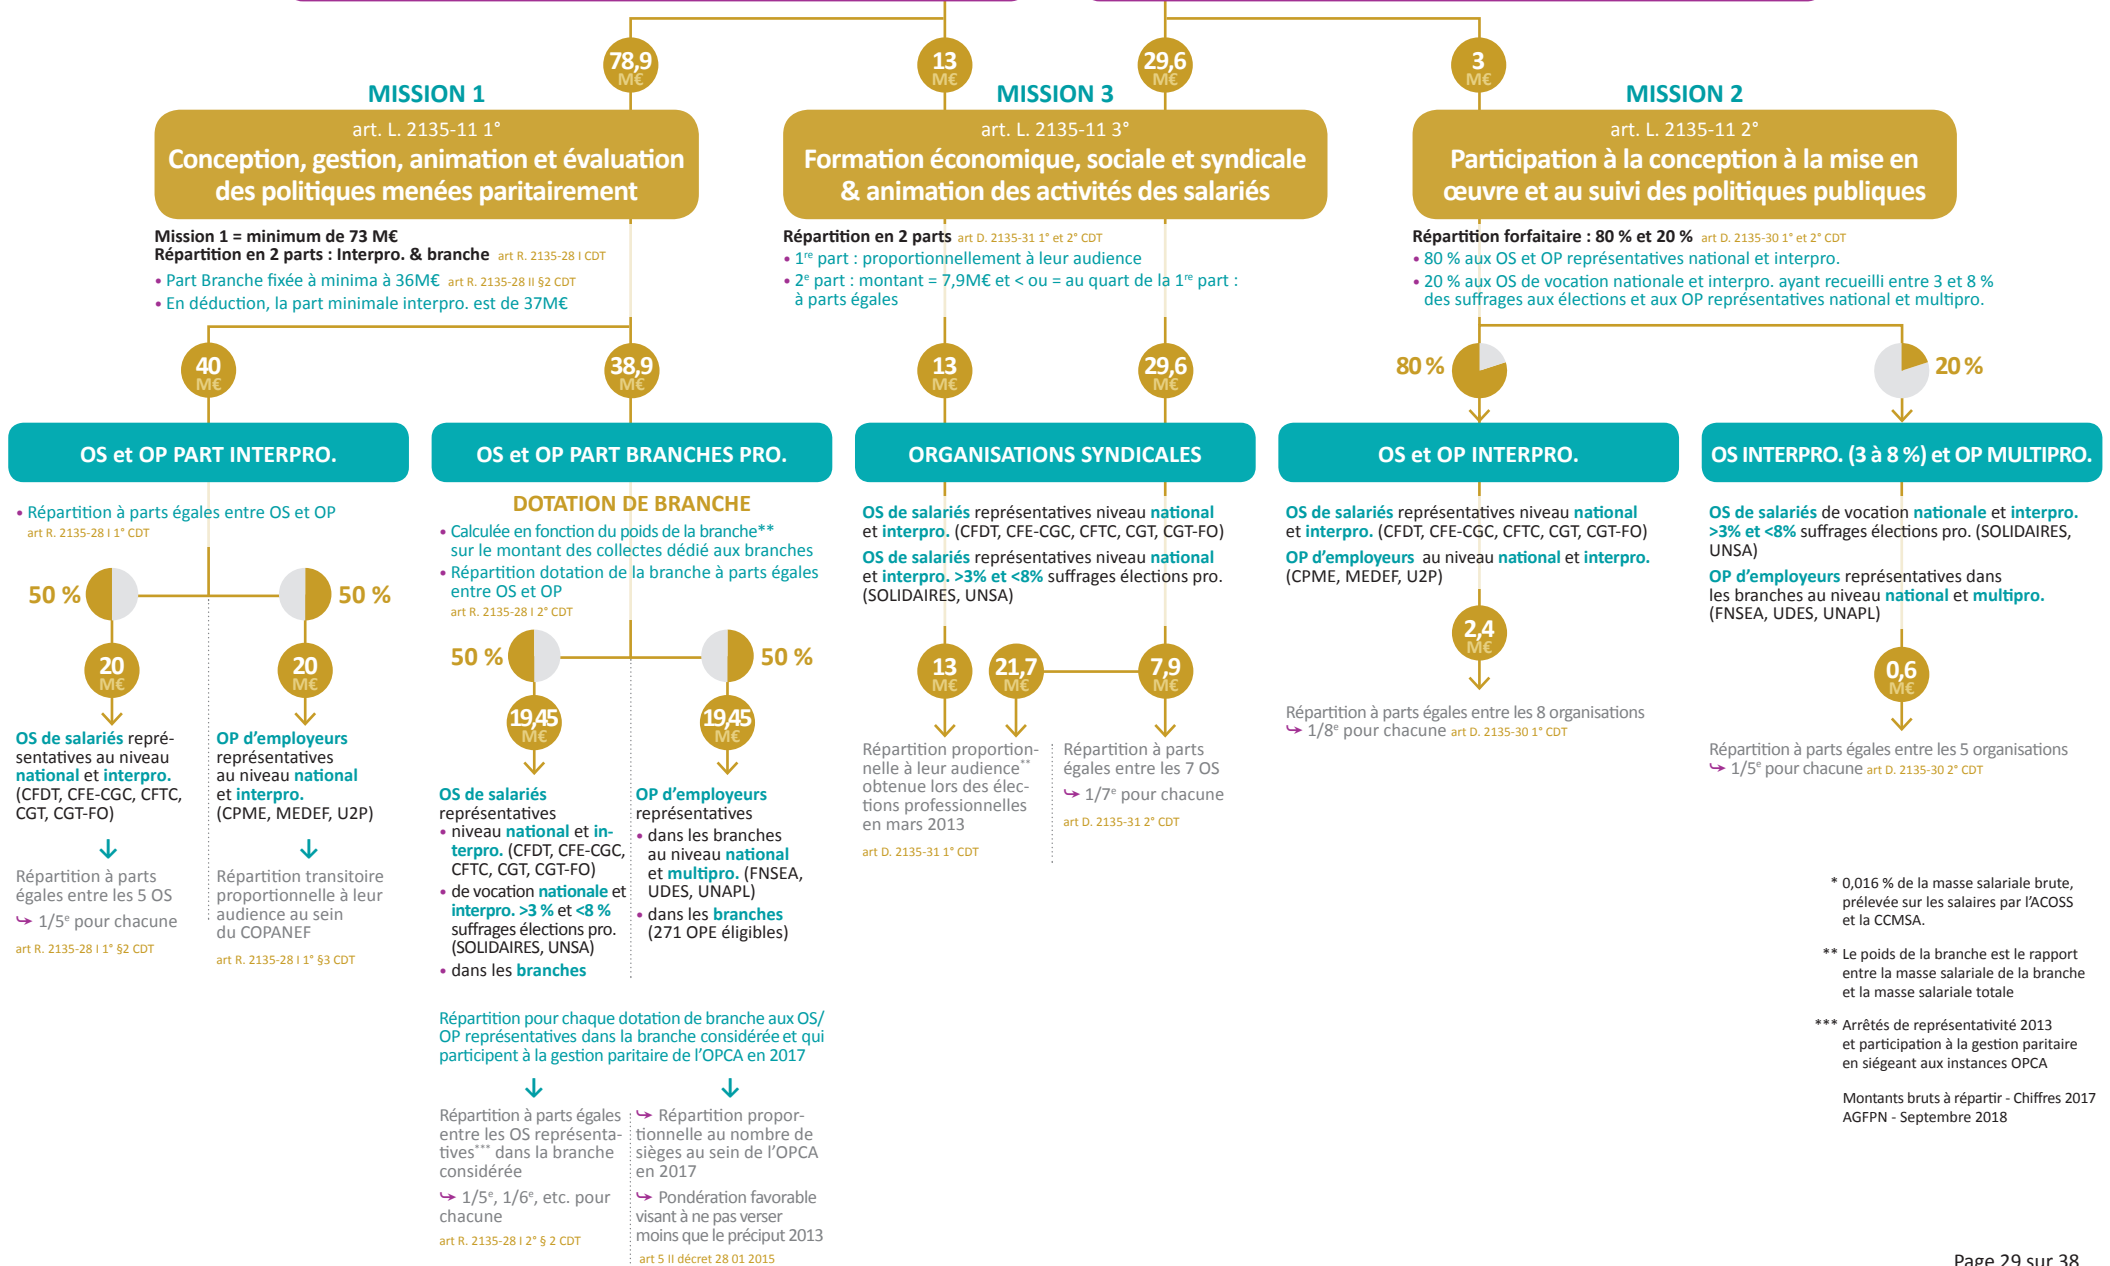 78,9
M€
13
M€
29,6
M€
3
M€
MISSION 1
art. L. 2135-11 1°
Conception, gestion, animation et évaluation
des politiques menées paritairement
Mission 1 = minimum de 73 M€
Répartition en 2 parts : Interpro. & branche art R. 2135-28 I CDT
• Part Branche fixée à minima à 36M€ art R. 2135-28 II §2 CDT
• En déduction, la part minimale interpro. est de 37M€
MISSION 3
art. L. 2135-11 3°
Formation économique, sociale et syndicale
& animation des activités des salariés
Répartition en 2 parts art D. 2135-31 1° et 2° CDT
• 1re part : proportionnellement à leur audience
• 2e part : montant = 7,9M€ et < ou = au quart de la 1re part :
à parts égales
MISSION 2
art. L. 2135-11 2°
Participation à la conception à la mise en
œuvre et au suivi des politiques publiques
Répartition forfaitaire : 80 % et 20 % art D. 2135-30 1° et 2° CDT
• 80 % aux OS et OP représentatives national et interpro.
• 20 % aux OS de vocation nationale et interpro. ayant recueilli entre 3 et 8 %
des suffrages aux élections et aux OP représentatives national et multipro.
40
M€
38,9
M€
13
M€
29,6
M€
80 %
20 %
OS et OP PART INTERPRO.
• Répartition à parts égales entre OS et OP
art R. 2135-28 I 1° CDT
50 %
50 %
20
M€
20
M€
OS de salariés repré-
sentatives au niveau
national et interpro.
(CFDT, CFE-CGC, CFTC,
CGT, CGT-FO)
Répartition à parts
égales entre les 5 OS
↪ 1/5e pour chacune
art R. 2135-28 I 1° §2 CDT
OP d'employeurs
représentatives
au niveau national
et interpro.
(CPME, MEDEF, U2P)
Répartition transitoire
proportionnelle à leur
audience au sein
du COPANEF
art R. 2135-28 I 1° §3 CDT
OS et OP PART BRANCHES PRO.
DOTATION DE BRANCHE
• Calculée en fonction du poids de la branche**
sur le montant des collectes dédié aux branches
• Répartition dotation de la branche à parts égales
entre OS et OP
art R. 2135-28 I 2° CDT
50 %
50 %
19,45
M€
19,45
M€
OS de salariés
représentatives
• niveau national et in-
terpro. (CFDT, CFE-CGC,
CFTC, CGT, CGT-FO)
• de vocation nationale et
interpro. >3 % et <8 %
suffrages élections pro.
(SOLIDAIRES, UNSA)
• dans les branches
OP d'employeurs
représentatives
• dans les branches
au niveau national
et multipro. (FNSEA,
UDES, UNAPL)
• dans les branches
(271 OPE éligibles)
Répartition pour chaque dotation de branche aux OS/
OP représentatives dans la branche considérée et qui
participent à la gestion paritaire de l'OPCA en 2017
Répartition à parts égales
entre les OS représenta-
tives*** dans la branche
considérée
↪ 1/5e, 1/6e, etc. pour
chacune
art R. 2135-28 I 2° § 2 CDT
↪ Répartition propor-
tionnelle au nombre de
sièges au sein de l'OPCA
en 2017
↪ Pondération favorable
visant à ne pas verser
moins que le préciput 2013
art 5 II décret 28 01 2015
ORGANISATIONS SYNDICALES
OS de salariés représentatives niveau national
et interpro. (CFDT, CFE-CGC, CFTC, CGT, CGT-FO)
OS de salariés représentatives niveau national
et interpro. >3% et <8% suffrages élections pro.
(SOLIDAIRES, UNSA)
13
M€
21,7
M€
7,9
M€
Répartition proportion-
nelle à leur audience**
obtenue lors des élec-
tions professionnelles
en mars 2013
art D. 2135-31 1° CDT
Répartition à parts
égales entre les 7 OS
↪ 1/7e pour chacune
art D. 2135-31 2° CDT
OS et OP INTERPRO.
OS de salariés représentatives niveau national
et interpro. (CFDT, CFE-CGC, CFTC, CGT, CGT-FO)
OP d'employeurs au niveau national et interpro.
(CPME, MEDEF, U2P)
2,4
M€
Répartition à parts égales entre les 8 organisations
↪ 1/8e pour chacune art D. 2135-30 1° CDT
OS INTERPRO. (3 à 8 %) et OP MULTIPRO.
OS de salariés de vocation nationale et interpro.
>3% et <8% suffrages élections pro. (SOLIDAIRES,
UNSA)
OP d'employeurs représentatives dans
les branches au niveau national et multipro.
(FNSEA, UDES, UNAPL)
0,6
M€
Répartition à parts égales entre les 5 organisations
↪ 1/5e pour chacune art D. 2135-30 2° CDT
* 0,016 % de la masse salariale brute,
prélevée sur les salaires par l'ACOSS
et la CCMSA.
** Le poids de la branche est le rapport
entre la masse salariale de la branche
et la masse salariale totale
*** Arrêtés de représentativité 2013
et participation à la gestion paritaire
en siégeant aux instances OPCA
Montants bruts à répartir - Chiffres 2017
AGFPN - Septembre 2018
Page 29 sur 38